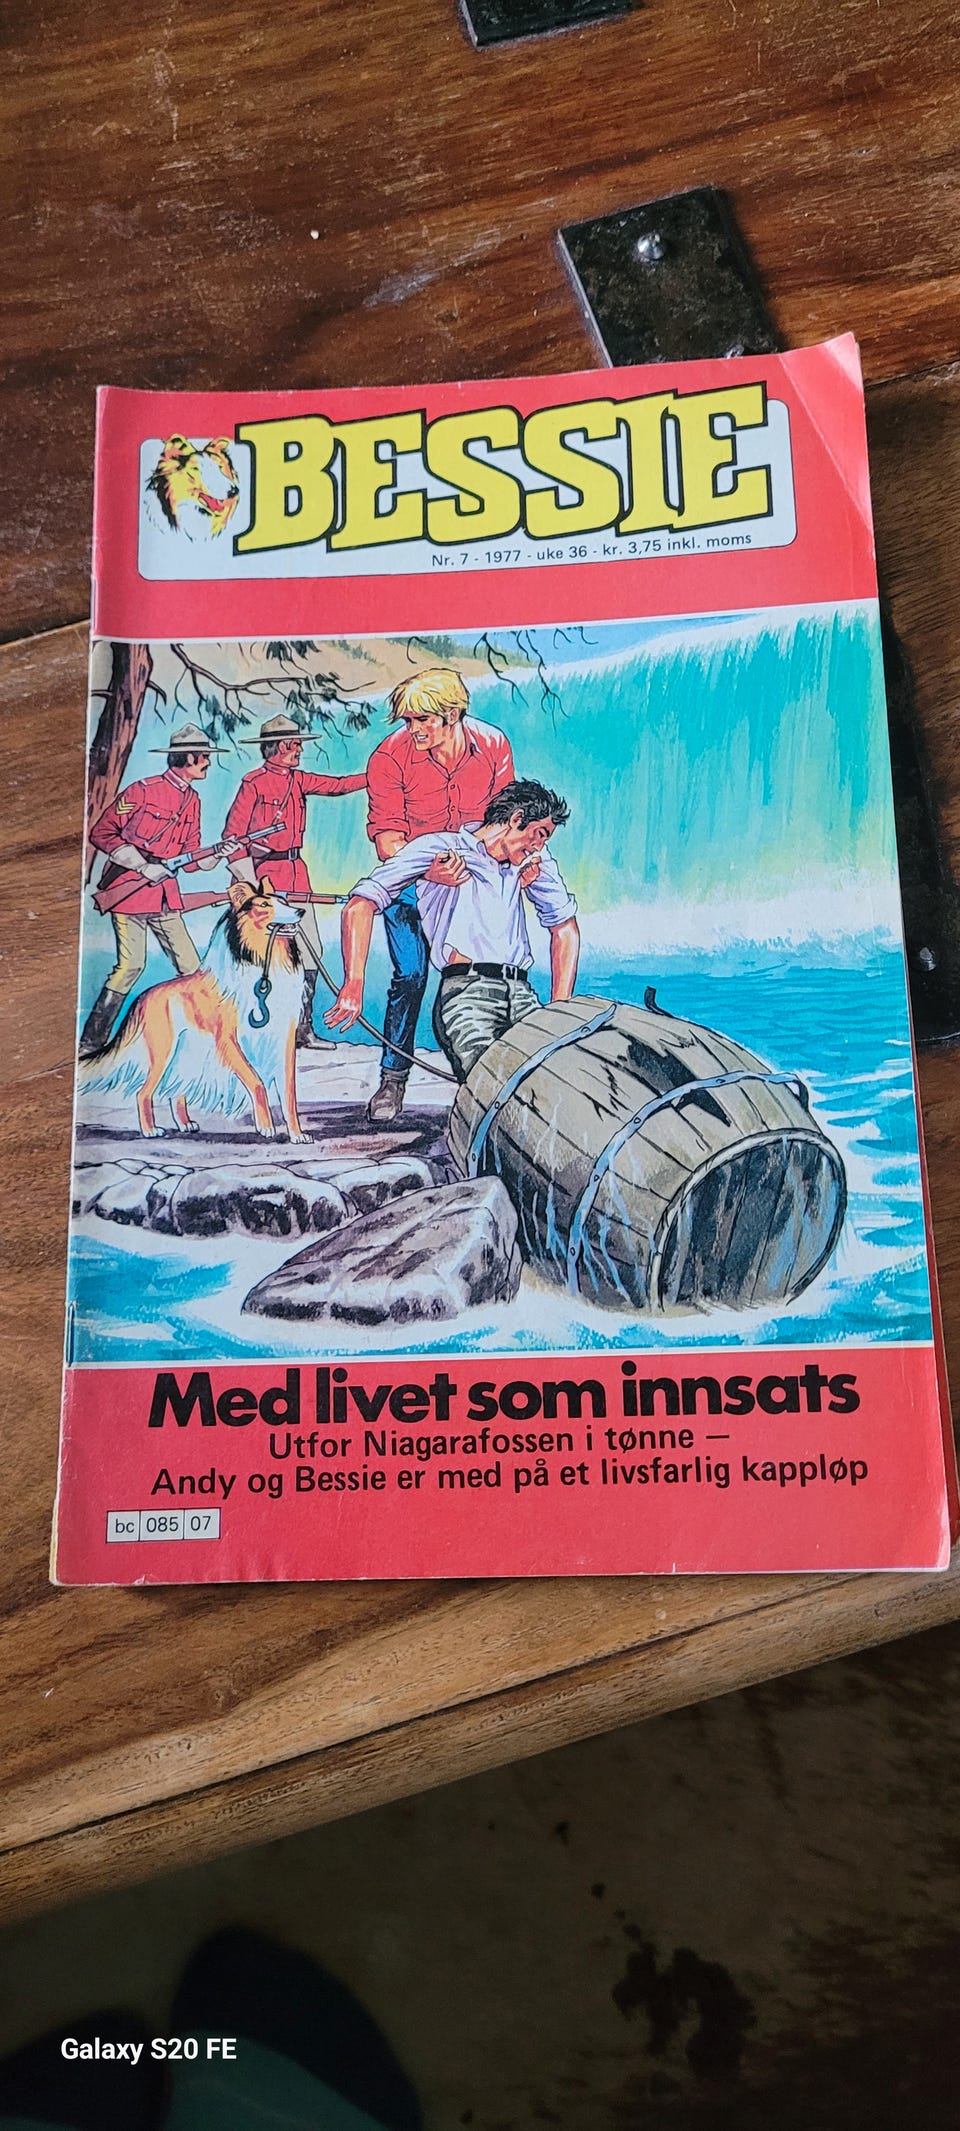 BESSIE
Nr. 7 - 1977 - uke 36 - kr. 3,75 inkl. moms
Med livet som innsats
Utfor Niagarafossen i tønne —
Andy og Bessie er med på et livsfarlig kappløp
bc 085 07
Galaxy S20 FE